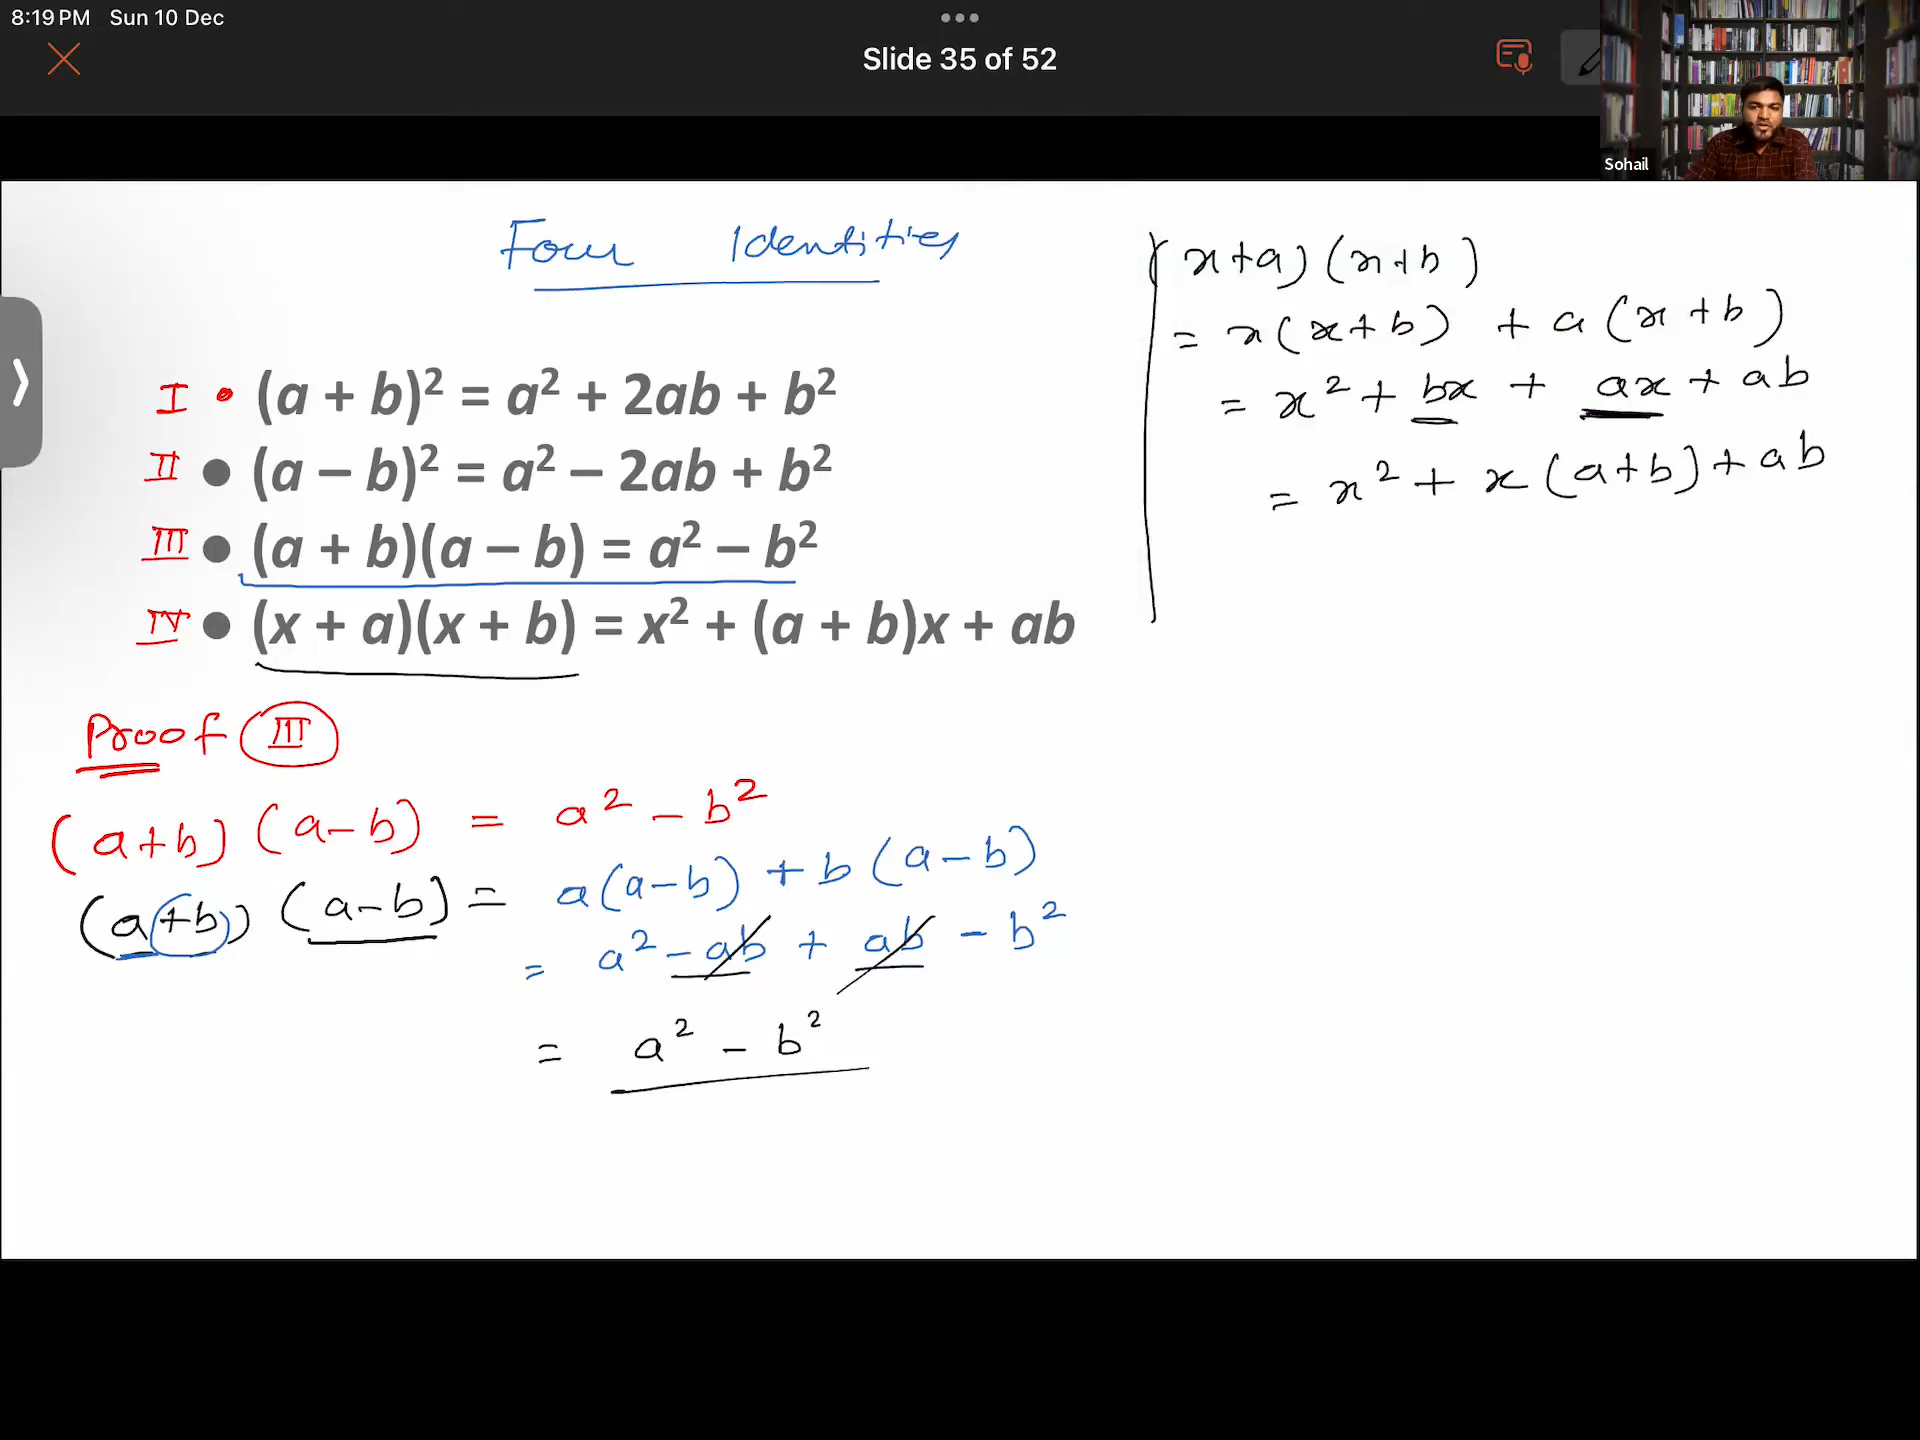 8:19 PM Sun 10 Dec
Slide 35 of 52
Sohail
Four Identities
I • (a + b)² = a² + 2ab + b²
II • (a – b)² = a² – 2ab + b²
III • (a + b)(a – b) = a² – b²
IV • (x + a)(x + b) = x² + (a + b)x + ab
Proof III
(a+b) (a-b) = a² - b²
(a+b) (a-b) = a(a-b) + b(a-b)
= a² - ab + ab - b²
= a² - b²
(x+a) (x+b)
= x(x+b) + a(x+b)
= x² + bx + ax + ab
= x² + x(a+b) + ab